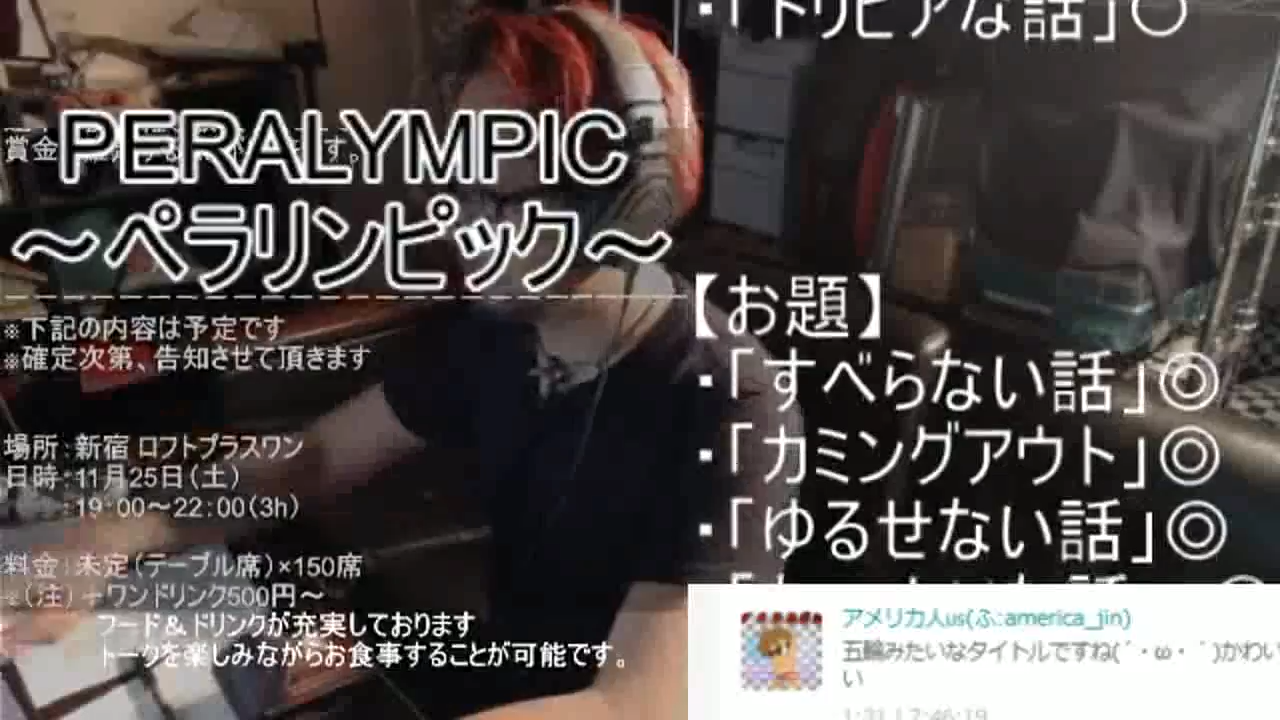 ・「トリビアな話」〇
賞金
す。
PERALYMPIC
～ペラリンピック～
※下記の内容は予定です
※確定次第、告知させて頂きます
場所：新宿 ロフトプラスワン
日時：11月25日（土）
：19：00～22：00（3h）
料金：未定（テーブル席）×150席
※（注）＋ワンドリンク500円～
フード＆ドリンクが充実しております
トークを楽しみながらお食事することが可能です。
【お題】
・「すべらない話」◎
・「カミングアウト」◎
・「ゆるせない話」◎
アメリカ人us(ふ:america_jin)
五輪みたいなタイトルですね(´・ω・｀)かわい
い
1:31 | 7:46:19